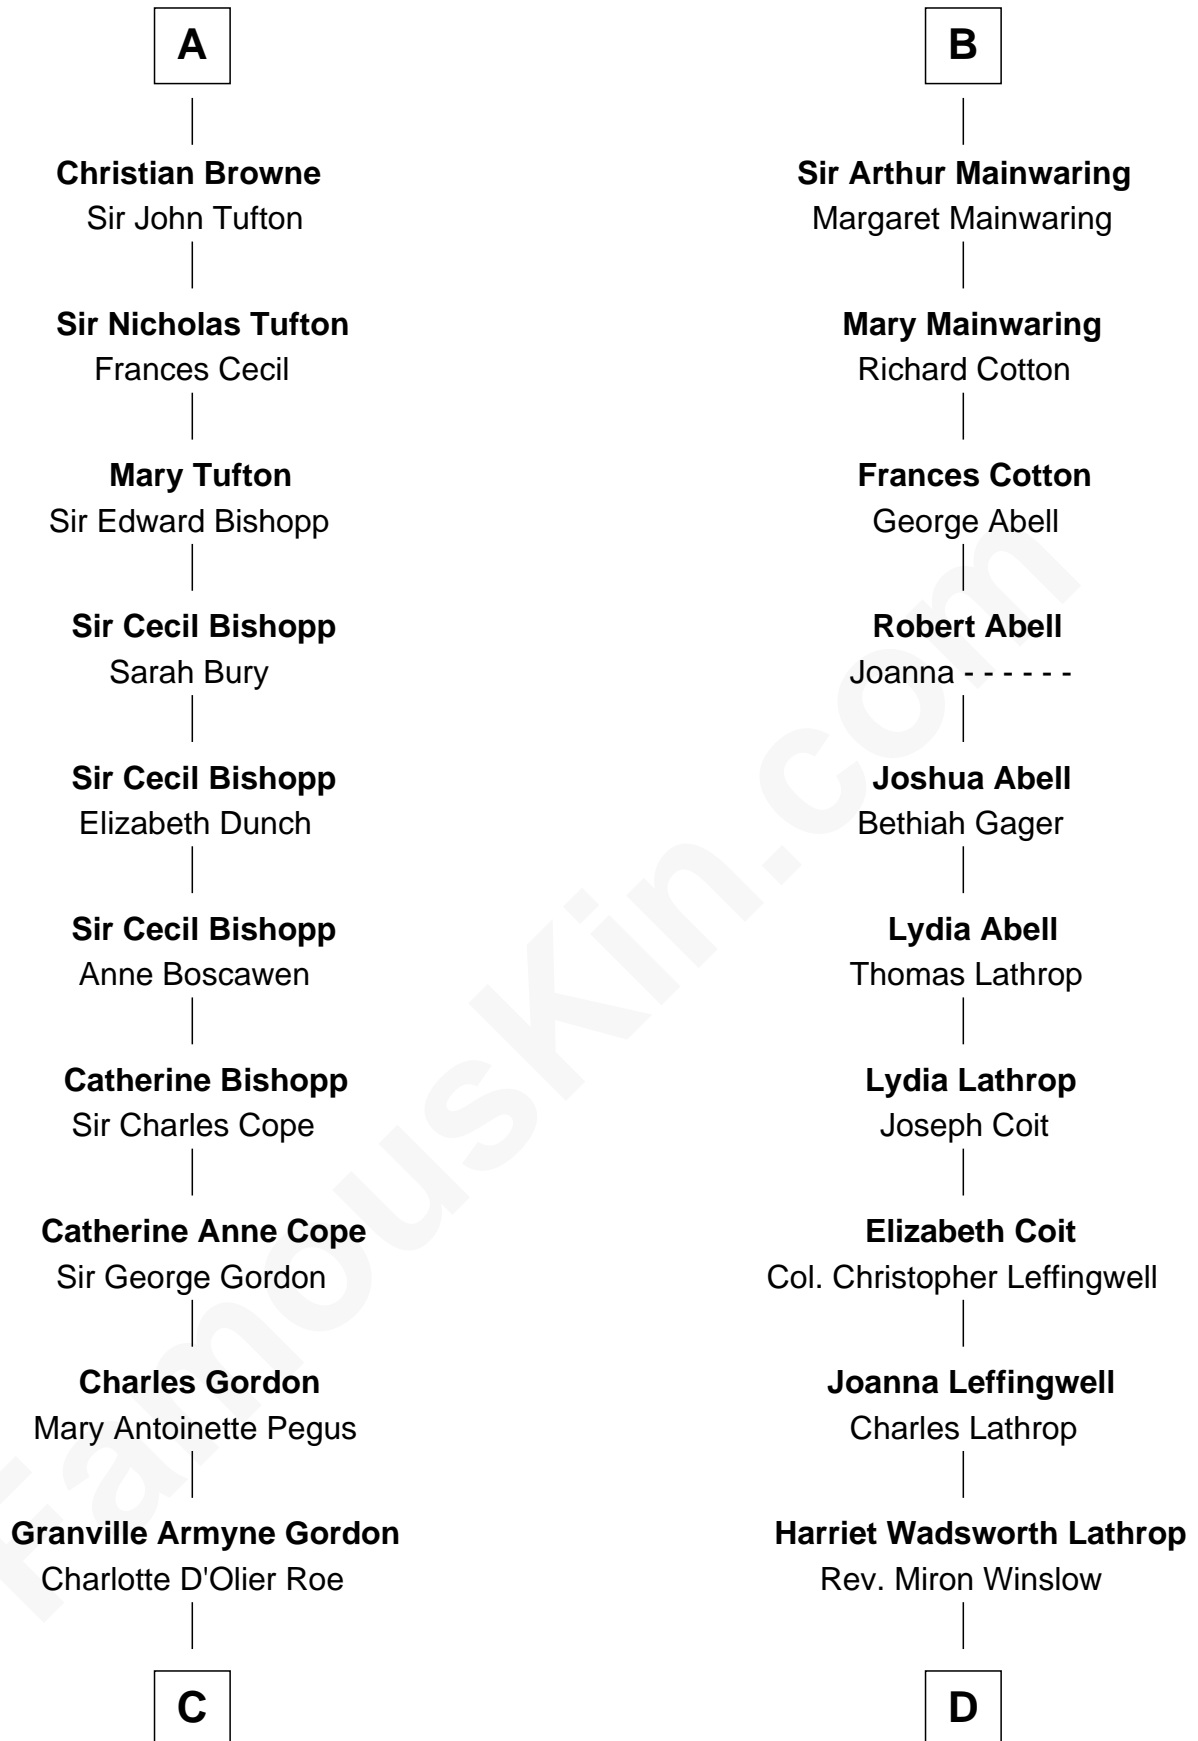 A
Christian Browne
Sir John Tufton
Sir Nicholas Tufton
Frances Cecil
Mary Tufton
Sir Edward Bishopp
Sir Cecil Bishopp
Sarah Bury
Sir Cecil Bishopp
Elizabeth Dunch
Sir Cecil Bishopp
Anne Boscawen
Catherine Bishopp
Sir Charles Cope
Catherine Anne Cope
Sir George Gordon
Charles Gordon
Mary Antoinette Pegus
Granville Armyne Gordon
Charlotte D'Olier Roe
C
B
Sir Arthur Mainwaring
Margaret Mainwaring
Mary Mainwaring
Richard Cotton
Frances Cotton
George Abell
Robert Abell
Joanna - - - - - -
Joshua Abell
Bethiah Gager
Lydia Abell
Thomas Lathrop
Lydia Lathrop
Joseph Coit
Elizabeth Coit
Col. Christopher Leffingwell
Joanna Leffingwell
Charles Lathrop
Harriet Wadsworth Lathrop
Rev. Miron Winslow
D
FamousKin.com